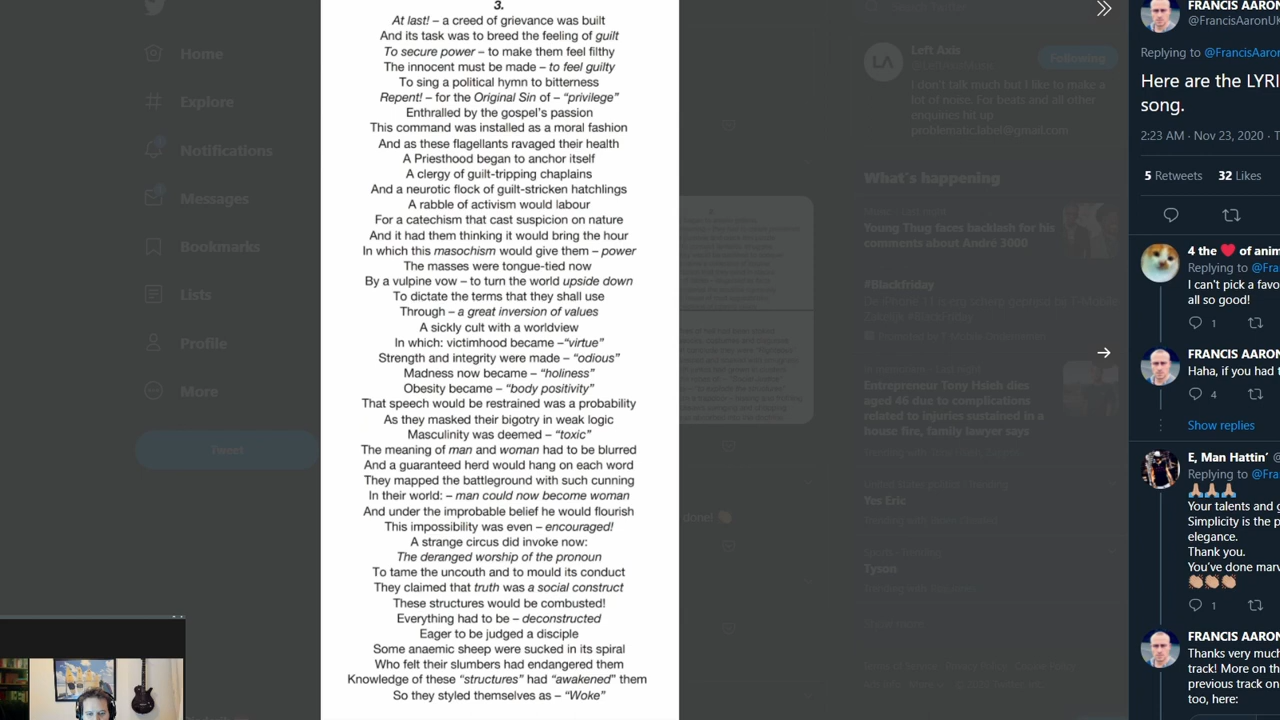 3.
At last! – a creed of grievance was built
And its task was to breed the feeling of guilt
To secure power – to make them feel filthy
The innocent must be made – to feel guilty
To sing a political hymn to bitterness
Repent! – for the Original Sin of – “privilege”
Enthralled by the gospel's passion
This command was installed as a moral fashion
And as these flagellants ravaged their health
A Priesthood began to anchor itself
A clergy of guilt-tripping chaplains
And a neurotic flock of guilt-stricken hatchlings
A rabble of activism would labour
For a catechism that cast suspicion on nature
And it had them thinking it would bring the hour
In which this masochism would give them – power
The masses were tongue-tied now
By a vulpine vow – to turn the world upside down
To dictate the terms that they shall use
Through – a great inversion of values
A sickly cult with a worldview
In which: victimhood became –“virtue”
Strength and integrity were made – “odious”
Madness now became – “holiness”
Obesity became – “body positivity”
That speech would be restrained was a probability
As they masked their bigotry in weak logic
Masculinity was deemed – “toxic”
The meaning of man and woman had to be blurred
And a guaranteed herd would hang on each word
They mapped the battleground with such cunning
In their world: – man could now become woman
And under the improbable belief he would flourish
This impossibility was even – encouraged!
A strange circus did invoke now:
The deranged worship of the pronoun
To tame the uncouth and to mould its conduct
They claimed that truth was a social construct
These structures would be combusted!
Everything had to be – deconstructed
Eager to be judged a disciple
Some anaemic sheep were sucked in its spiral
Who felt their slumbers had endangered them
Knowledge of these “structures” had “awakened” them
So they styled themselves as – “Woke”
Home
Explore
Notifications
Messages
Bookmarks
Lists
Profile
More
Tweet
Left Axis
Following
I don't talk much but I like to make a
lot of noise. For beats and all other
enquiries hit up
problematic.label@gmail.com
What's happening
Young Thug faces backlash for his
comments about André 3000
#Blackfriday
Entrepreneur Tony Hsieh dies
aged 46 due to complications
related to injuries sustained in a
house fire, family lawyer says
Yes Eric
Tyson
done!
FRANCIS AARON
@FrancisAaronUK
Replying to @FrancisAaron
Here are the LYRI
song.
2:23 AM · Nov 23, 2020 · T
5 Retweets 32 Likes
4 the ❤️ of anim
Replying to @Fra
I can't pick a favo
all so good!
1
FRANCIS AARON
Replying to @Fra
Haha, if you had t
4
Show replies
E, Man Hattin’ @
Replying to @Fra
🙏🙏🙏
Your talents and g
Simplicity is the p
elegance.
Thank you.
You've done marv
👏👏👏
1
FRANCIS AARON
Replying to @Fra
Thanks very much
track! More on the
previous track on
too, here: